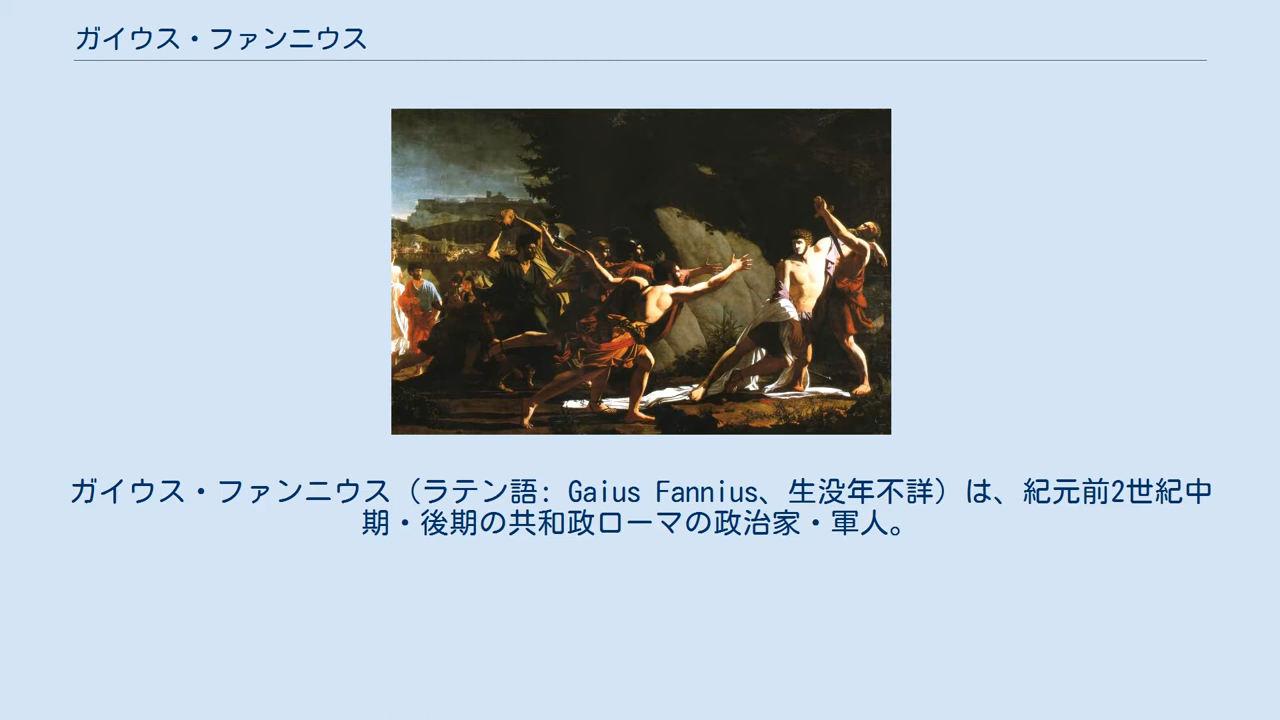 ガイウス・ファンニウス
ガイウス・ファンニウス（ラテン語: Gaius Fannius、生没年不詳）は、紀元前2世紀中
期・後期の共和政ローマの政治家・軍人。